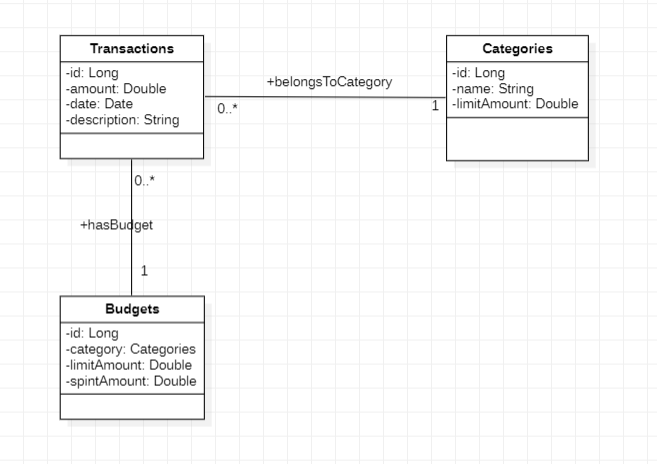 Transactions
-id: Long
-amount: Double
-date: Date
-description: String
+belongsToCategory
0..*
1
Categories
-id: Long
-name: String
-limitAmount: Double
0..*
+hasBudget
1
Budgets
-id: Long
-category: Categories
-limitAmount: Double
-spintAmount: Double